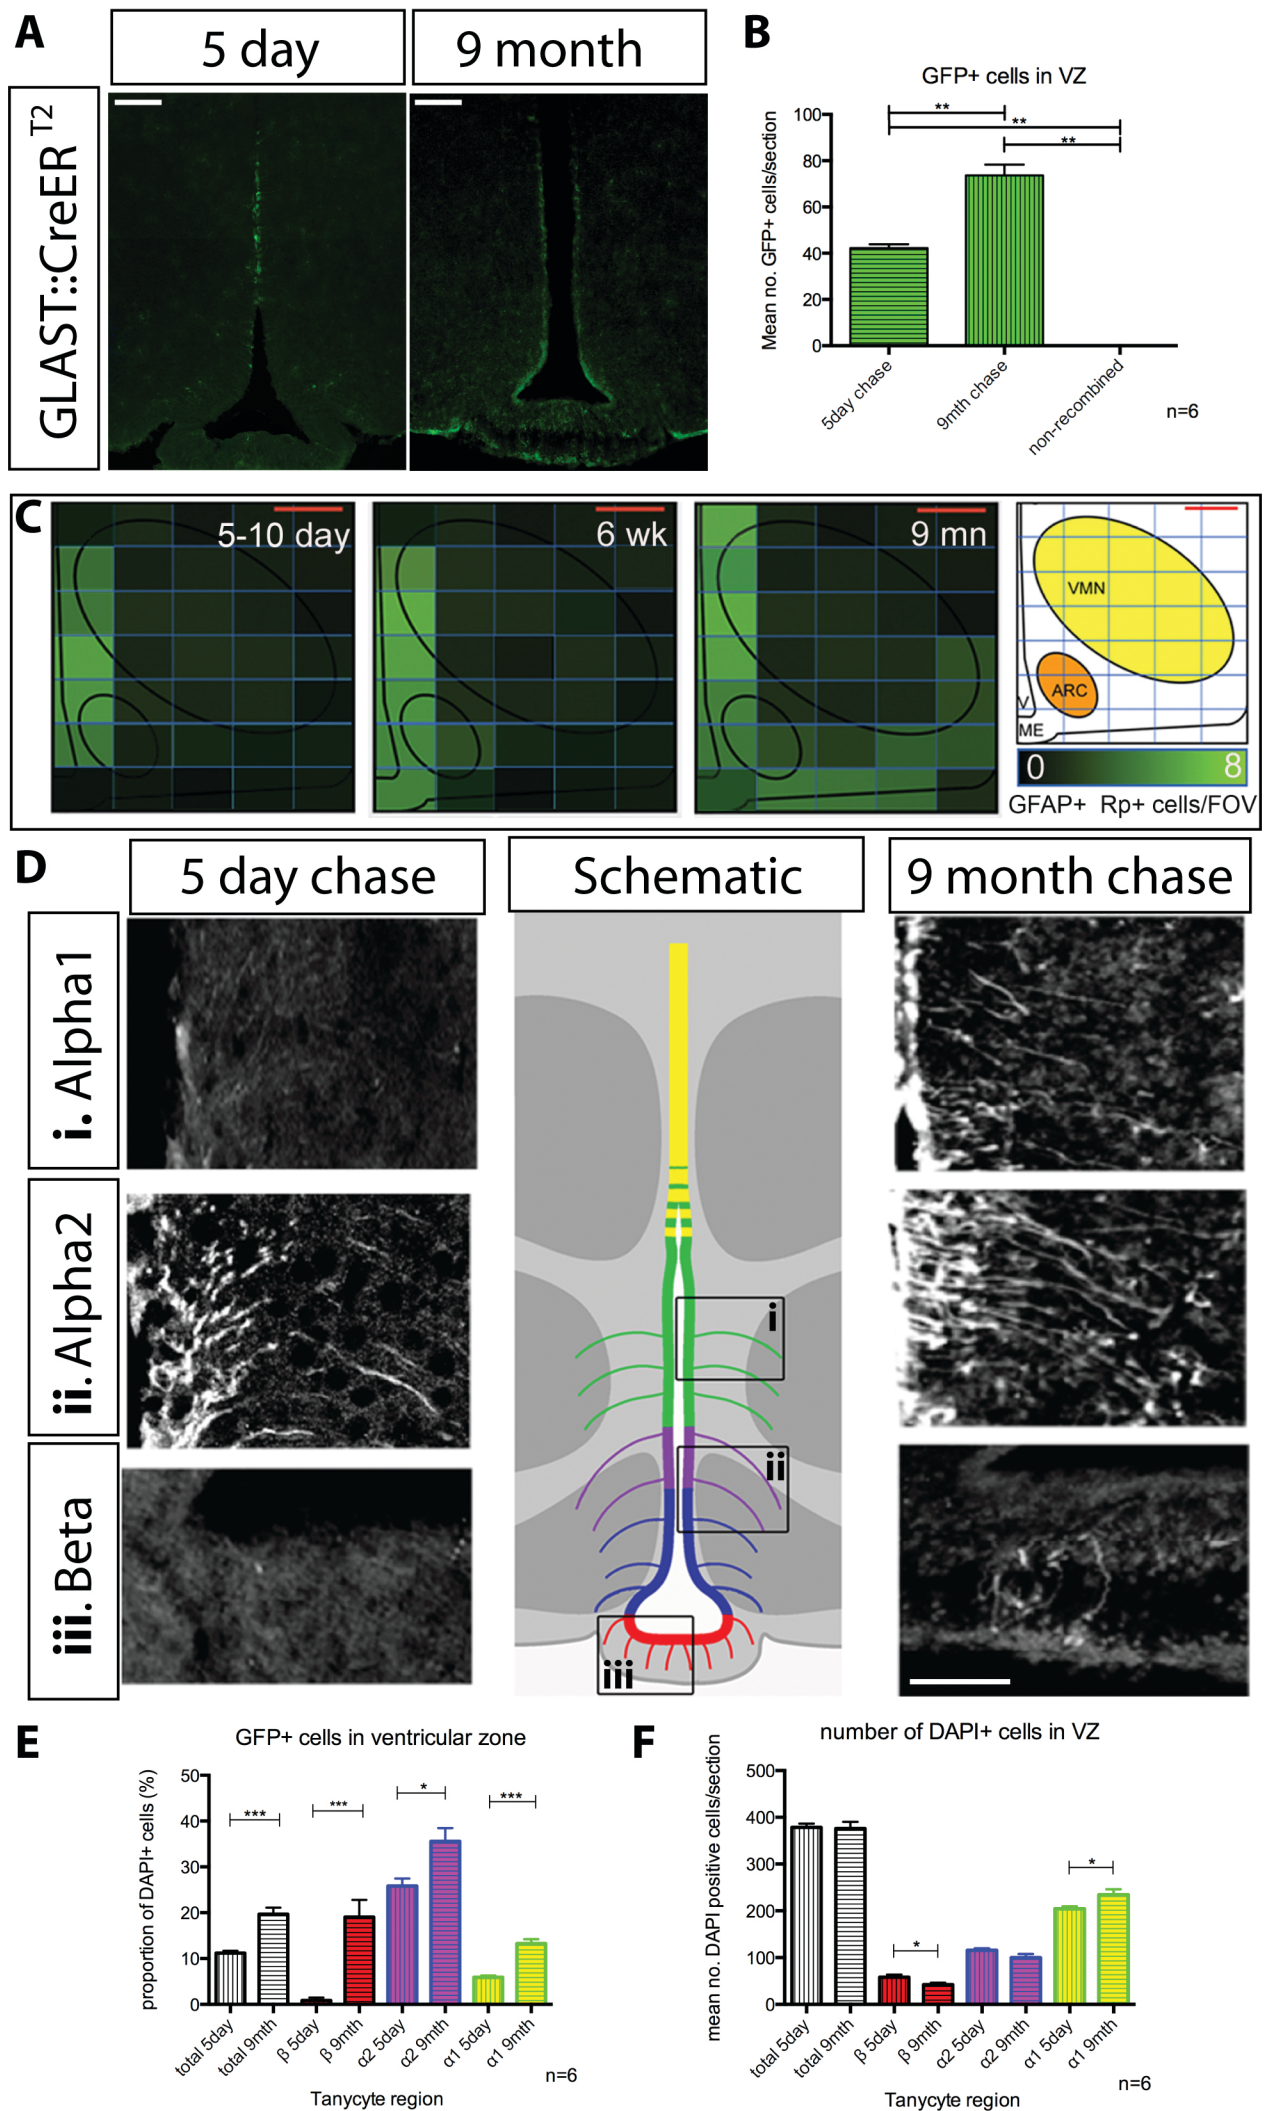 A
5 day
9 month
GLAST::CreER T2
B
GFP+ cells in VZ
**
**
**
Mean no. GFP+ cells/section
100
80
60
40
20
0
5day chase
9mth chase
non-recombined
n=6
C
5-10 day
6 wk
9 mn
VMN
ARC
V
ME
0
8
GFAP+ Rp+ cells/FOV
D
5 day chase
Schematic
9 month chase
i. Alpha1
ii. Alpha2
iii. Beta
i
ii
iii
E
GFP+ cells in ventricular zone
proportion of DAPI+ cells (%)
50
40
30
20
10
0
***
***
*
***
total 5day
total 9mth
β 5day
β 9mth
α2 5day
α2 9mth
α1 5day
α1 9mth
n=6
Tanycyte region
F
number of DAPI+ cells in VZ
mean no. DAPI positive cells/section
500
400
300
200
100
0
*
*
total 5day
total 9mth
β 5day
β 9mth
α2 5day
α2 9mth
α1 5day
α1 9mth
n=6
Tanycyte region